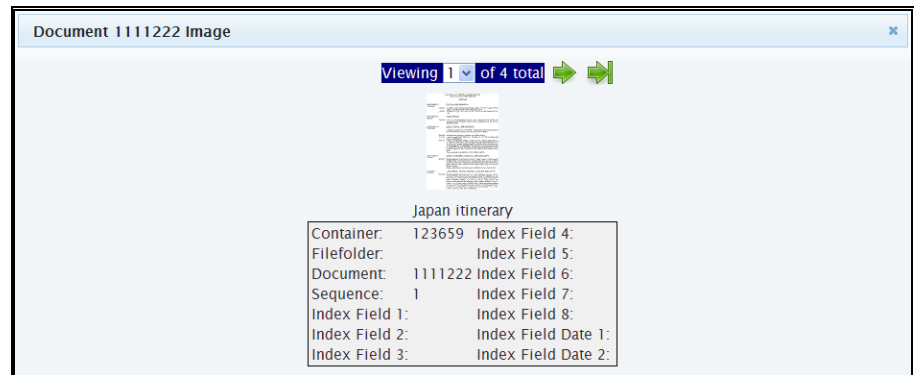 Document 1111222 Image
Viewing 1 of 4 total
Japan itinerary
Container: 123659 Index Field 4:
Filefolder: Index Field 5:
Document: 1111222 Index Field 6:
Sequence: 1 Index Field 7:
Index Field 1: Index Field 8:
Index Field 2: Index Field Date 1:
Index Field 3: Index Field Date 2: